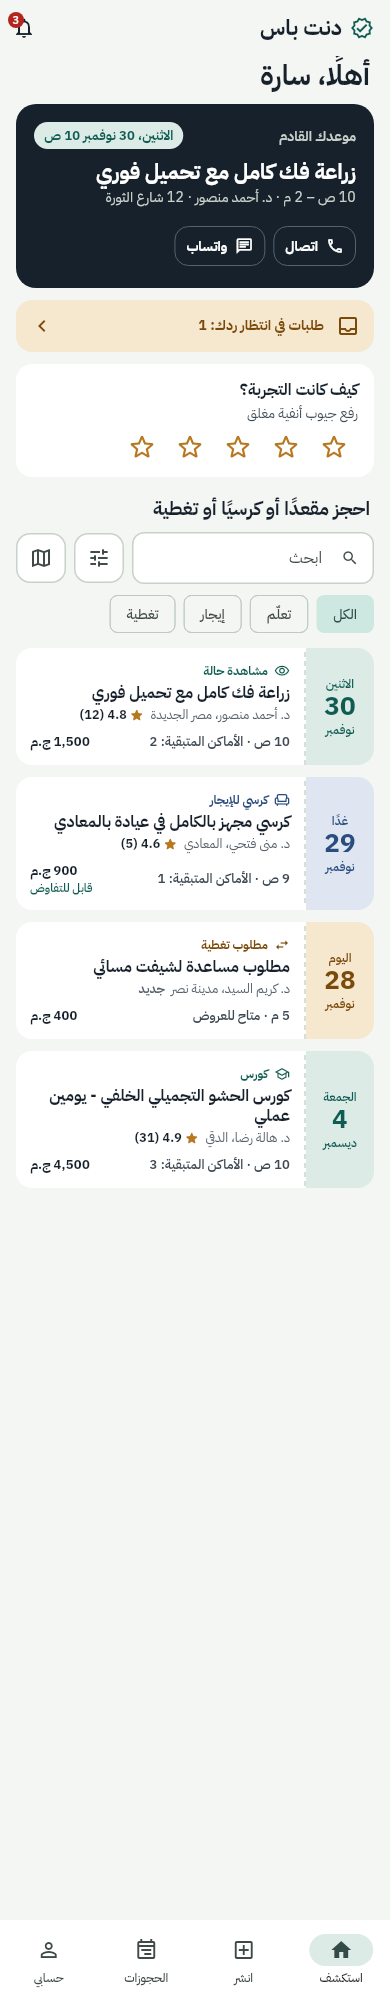 دنت باس
3
أهلًا، سارة
موعدك القادم
الاثنين، 30 نوفمبر 10 ص
زراعة فك كامل مع تحميل فوري
10 ص – 2 م · د. أحمد منصور · 12 شارع الثورة
اتصال
واتساب
طلبات في انتظار ردك: 1
كيف كانت التجربة؟
رفع جيوب أنفية مغلق
احجز مقعدًا أو كرسيًا أو تغطية
ابحث
الكل
تعلّم
إيجار
تغطية
الاثنين
30
نوفمبر
مشاهدة حالة
زراعة فك كامل مع تحميل فوري
د. أحمد منصور، مصر الجديدة 4.8 (12)
10 ص · الأماكن المتبقية: 2
1,500 ج.م
غدًا
29
نوفمبر
كرسي للإيجار
كرسي مجهز بالكامل في عيادة بالمعادي
د. منى فتحي، المعادي 4.6 (5)
9 ص · الأماكن المتبقية: 1
900 ج.م
قابل للتفاوض
اليوم
28
نوفمبر
مطلوب تغطية
مطلوب مساعدة لشيفت مسائي
د. كريم السيد، مدينة نصر جديد
5 م · متاح للعروض
400 ج.م
الجمعة
4
ديسمبر
كورس
كورس الحشو التجميلي الخلفي - يومين
عملي
د. هالة رضا، الدقي 4.9 (31)
10 ص · الأماكن المتبقية: 3
4,500 ج.م
استكشف
انشر
الحجوزات
حسابي